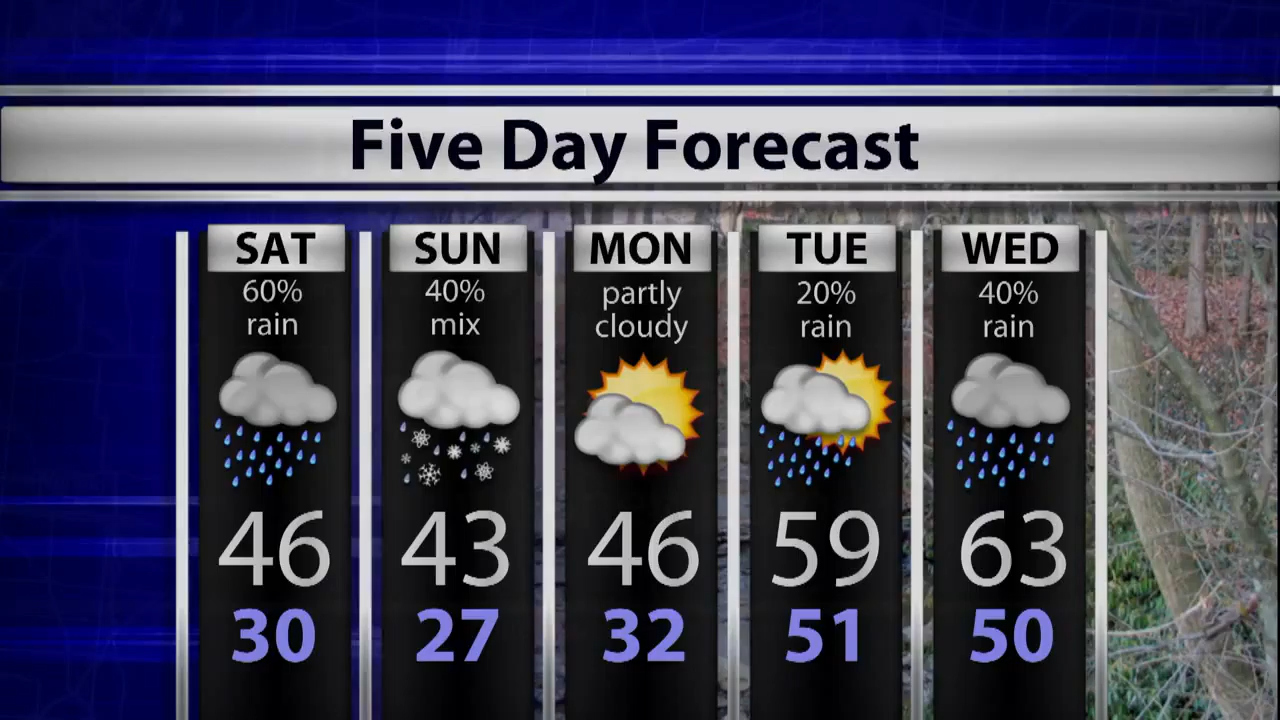 Five Day Forecast
SAT
60%
rain
46
30
SUN
40%
mix
43
27
MON
partly
cloudy
46
32
TUE
20%
rain
59
51
WED
40%
rain
63
50